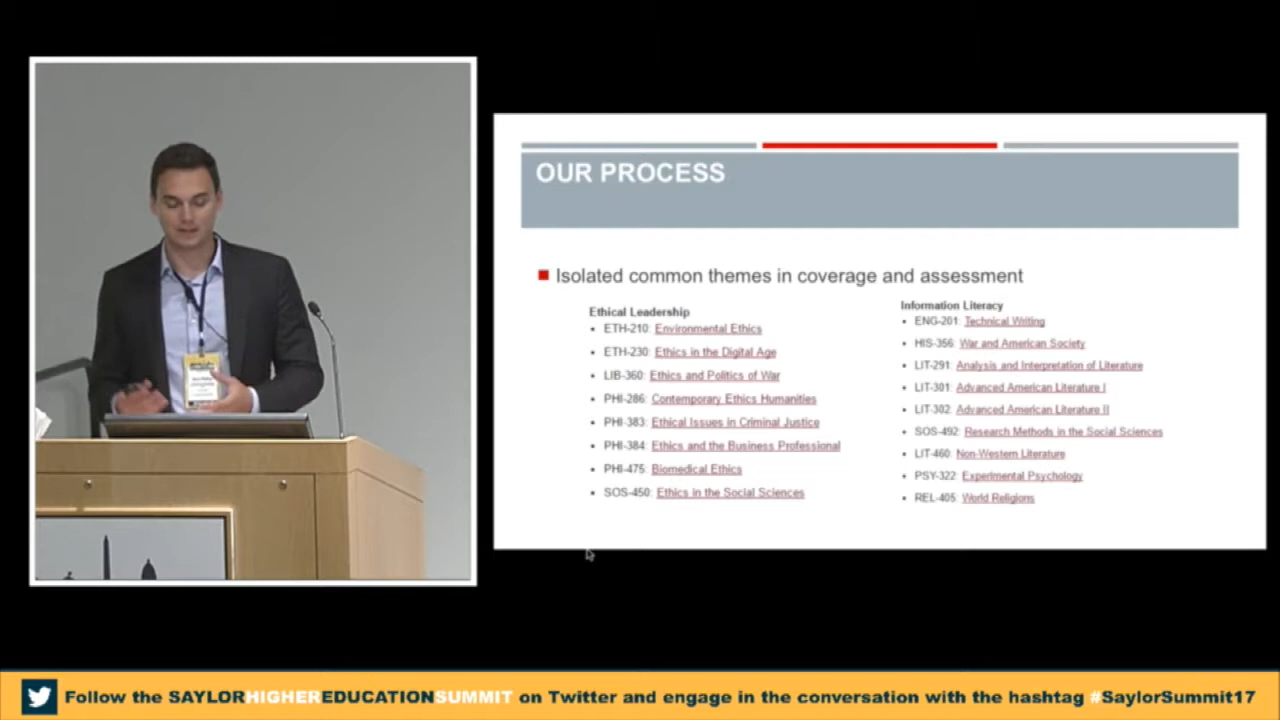 OUR PROCESS
Isolated common themes in coverage and assessment
Ethical Leadership
ETH-210: Environmental Ethics
ETH-230: Ethics in the Digital Age
LIB-360: Ethics and Politics of War
PHI-286: Contemporary Ethics Humanities
PHI-383: Ethical Issues in Criminal Justice
PHI-384: Ethics and the Business Professional
PHI-475: Biomedical Ethics
SOS-450: Ethics in the Social Sciences
Information Literacy
ENG-201: Technical Writing
HIS-356: War and American Society
LIT-291: Analysis and Interpretation of Literature
LIT-301: Advanced American Literature I
LIT-302: Advanced American Literature II
SOS-492: Research Methods in the Social Sciences
LIT-460: Non-Western Literature
PSY-322: Experimental Psychology
REL-405: World Religions
Follow the SAYLORHIGHEREDUCATIONSUMMIT on Twitter and engage in the conversation with the hashtag #SaylorSummit17